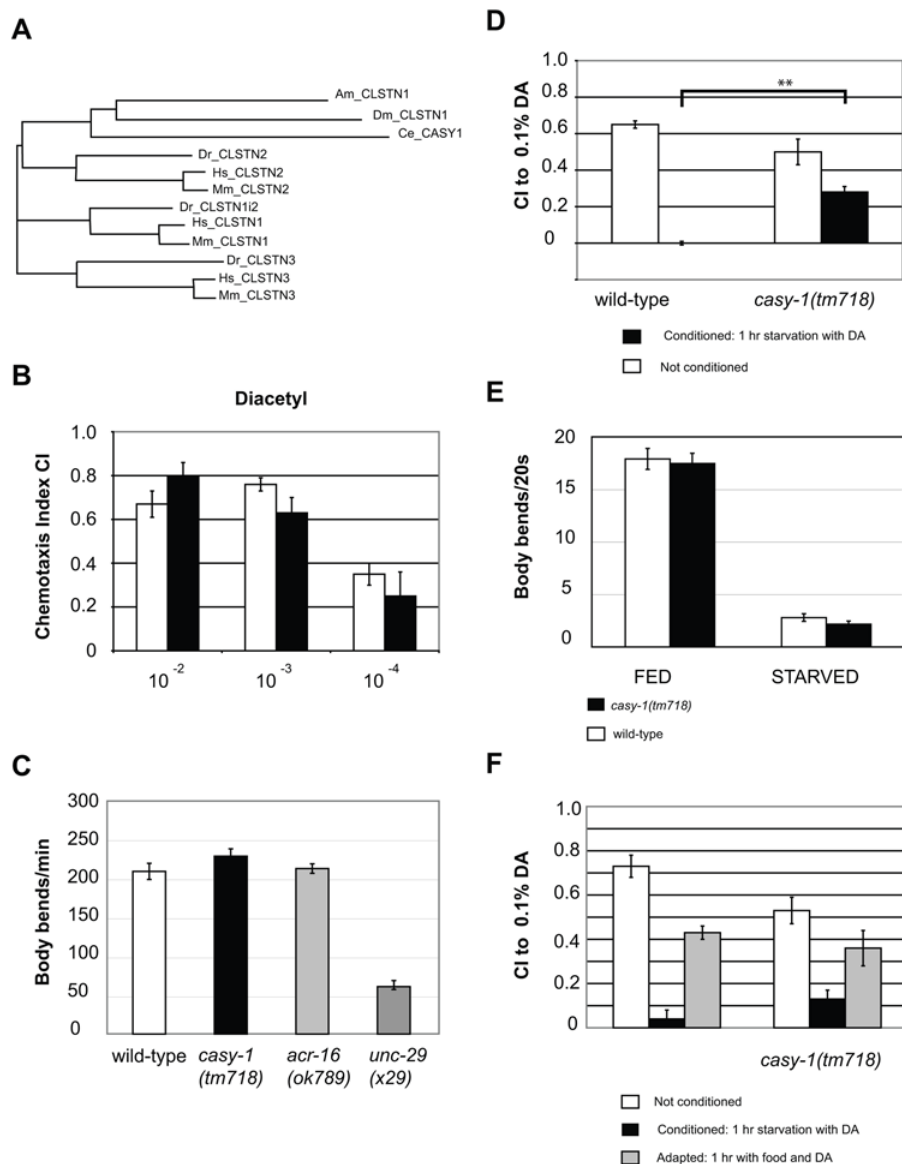 A
Am_CLSTN1
Dm_CLSTN1
Ce_CASY1
Dr_CLSTN2
Hs_CLSTN2
Mm_CLSTN2
Dr_CLSTN1i2
Hs_CLSTN1
Mm_CLSTN1
Dr_CLSTN3
Hs_CLSTN3
Mm_CLSTN3
B
Diacetyl
Chemotaxis Index CI
1.0
0.8
0.6
0.4
0.2
0
10 -2
10 -3
10 -4
C
Body bends/min
300
250
200
150
100
50
0
wild-type casy-1 acr-16 unc-29
(tm718) (ok789) (x29)
D
CI to 0.1% DA
1.0
0.8
0.6
0.4
0.2
0
**
wild-type casy-1(tm718)
Conditioned: 1 hr starvation with DA
Not conditioned
E
Body bends/20s
20
15
10
5
0
FED STARVED
casy-1(tm718)
wild-type
F
CI to 0.1% DA
1.0
0.8
0.6
0.4
0.2
0
casy-1(tm718)
Not conditioned
Conditioned: 1 hr starvation with DA
Adapted: 1 hr with food and DA